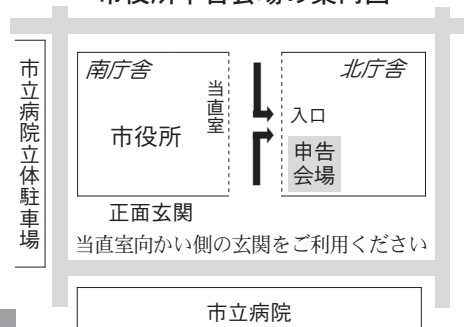 市役所申告会場の案内図
南庁舎
北庁舎
当直室
入口
市役所
申告
会場
市立病院立体駐車場
正面玄関
当直室向かい側の玄関をご利用ください
市立病院